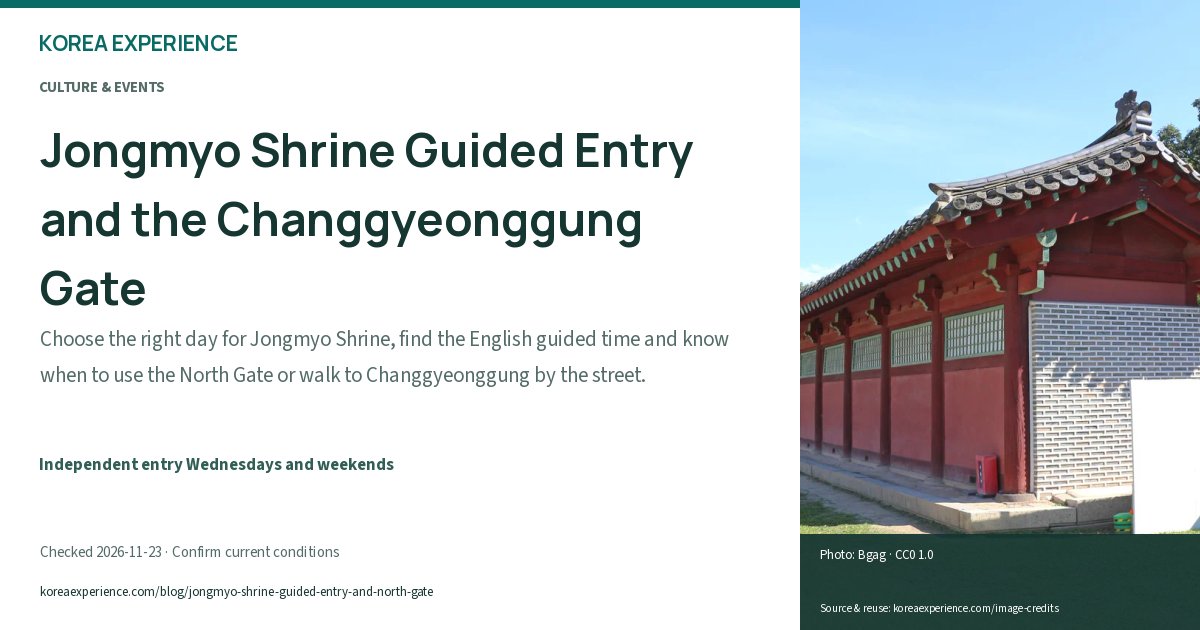 KOREA EXPERIENCE
CULTURE & EVENTS
Jongmyo Shrine Guided Entry
and the Changgyeonggung
Gate
Choose the right day for Jongmyo Shrine, find the English guided time and know
when to use the North Gate or walk to Changgyeonggung by the street.
Independent entry Wednesdays and weekends
Checked 2026-11-23 · Confirm current conditions
koreaexperience.com/blog/jongmyo-shrine-guided-entry-and-north-gate
Photo: Bgag · CC0 1.0
Source & reuse: koreaexperience.com/image-credits